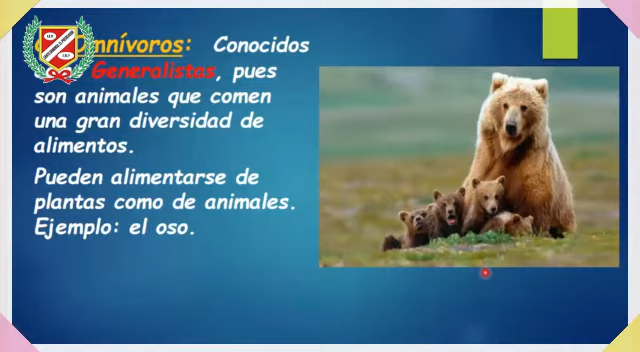 mnívoros: Conocidos
Generalistas, pues
son animales que comen
una gran diversidad de
alimentos.
Pueden alimentarse de
plantas como de animales.
Ejemplo: el oso.